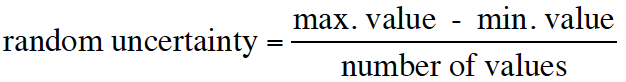 random uncertainty = max. value - min. value
number of values